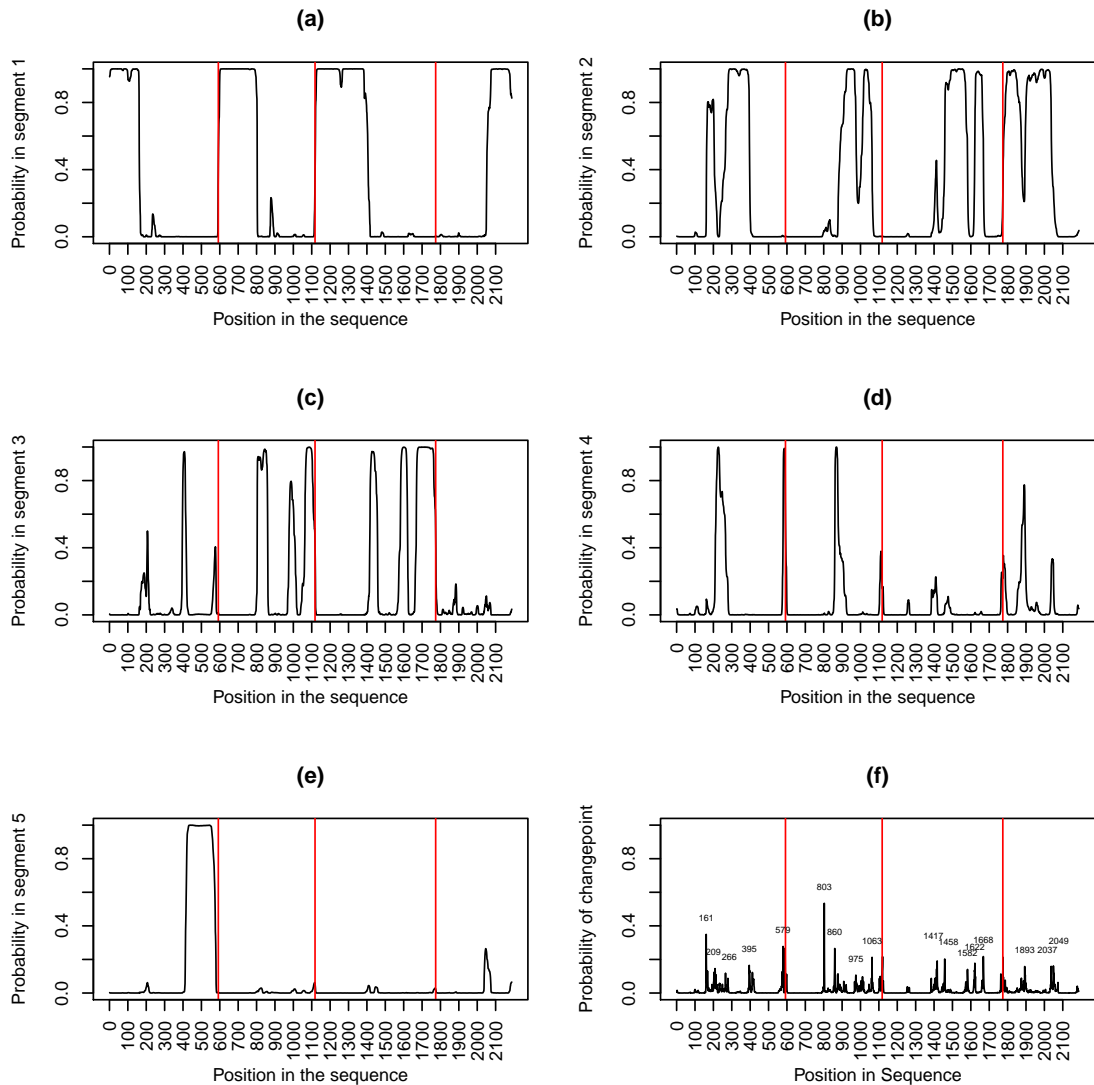 (a)
Probability in segment 1
0.0 0.4 0.8
0 100 200 300 400 500 600 700 800 900 1000 1100 1200 1300 1400 1500 1600 1700 1800 1900 2000 2100
Position in the sequence
(b)
Probability in segment 2
0.0 0.4 0.8
0 100 200 300 400 500 600 700 800 900 1000 1100 1200 1300 1400 1500 1600 1700 1800 1900 2000 2100
Position in the sequence
(c)
Probability in segment 3
0.0 0.4 0.8
0 100 200 300 400 500 600 700 800 900 1000 1100 1200 1300 1400 1500 1600 1700 1800 1900 2000 2100
Position in the sequence
(d)
Probability in segment 4
0.0 0.4 0.8
0 100 200 300 400 500 600 700 800 900 1000 1100 1200 1300 1400 1500 1600 1700 1800 1900 2000 2100
Position in the sequence
(e)
Probability in segment 5
0.0 0.4 0.8
0 100 200 300 400 500 600 700 800 900 1000 1100 1200 1300 1400 1500 1600 1700 1800 1900 2000 2100
Position in the sequence
(f)
Probability of changepoint
0.0 0.4 0.8
161 209 266 395 579 803 860 975 1063 1417 1458 1582 1622 1668 1893 2037 2049
0 100 200 300 400 500 600 700 800 900 1000 1100 1200 1300 1400 1500 1600 1700 1800 1900 2000 2100
Position in Sequence